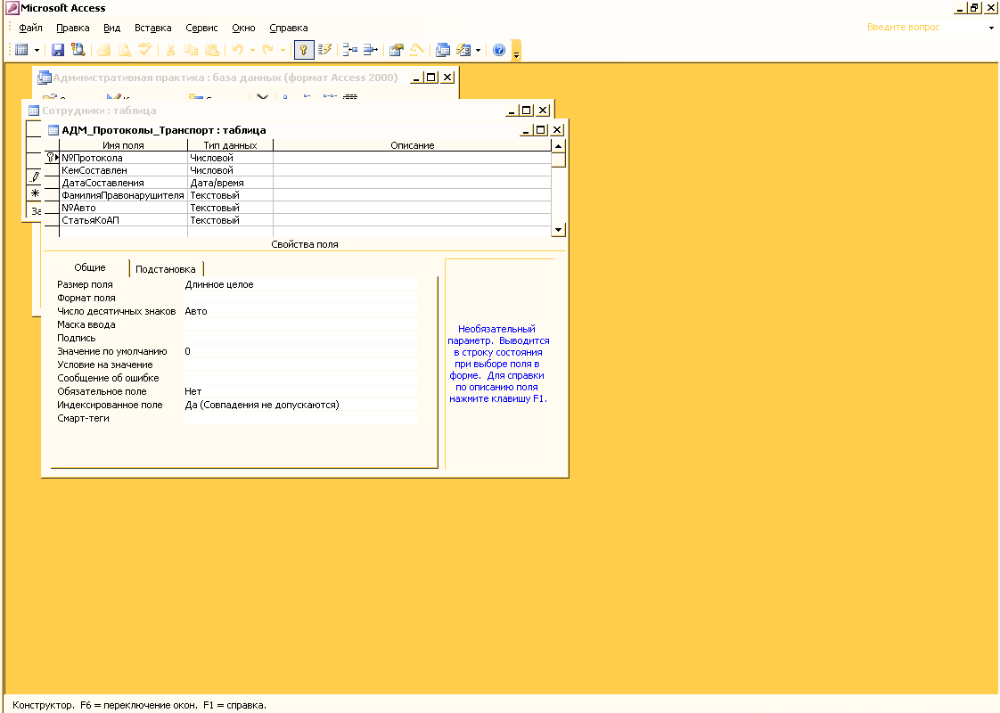 Microsoft Access
Файл Правка Вид Вставка Сервис Окно Справка Введите вопрос
Административная практика : база данных (формат Access 2000)
Сотрудники : таблица
АДМ_Протоколы_Транспорт : таблица
Имя поля Тип данных Описание
№Протокола Числовой
КемСоставлен Числовой
ДатаСоставления Дата/время
ФамилияПравонарушителя Текстовый
№Авто Текстовый
СтатьяКоАП Текстовый
За
Свойства поля
Общие Подстановка
Размер поля Длинное целое
Формат поля
Число десятичных знаков Авто
Маска ввода
Подпись
Значение по умолчанию 0
Условие на значение
Сообщение об ошибке
Обязательное поле Нет
Индексированное поле Да (Совпадения не допускаются)
Смарт-теги
Необязательный
параметр. Выводится
в строку состояния
при выборе поля в
форме. Для справки
по описанию поля
нажмите клавишу F1.
Конструктор. F6 = переключение окон. F1 = справка.